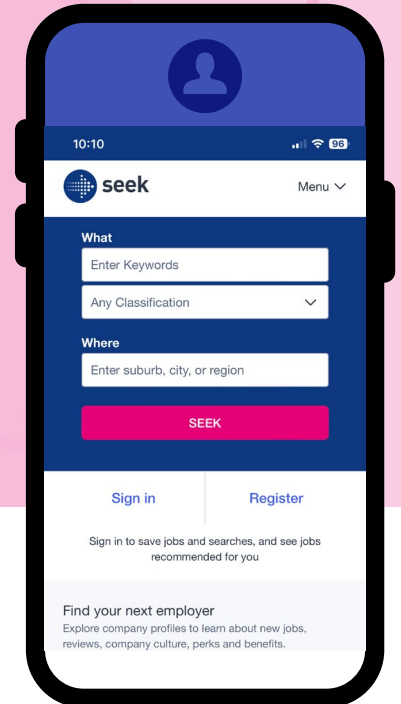 10:10
96
seek
Menu
What
Enter Keywords
Any Classification
Where
Enter suburb, city, or region
SEEK
Sign in
Register
Sign in to save jobs and searches, and see jobs
recommended for you
Find your next employer
Explore company profiles to learn about new jobs,
reviews, company culture, perks and benefits.